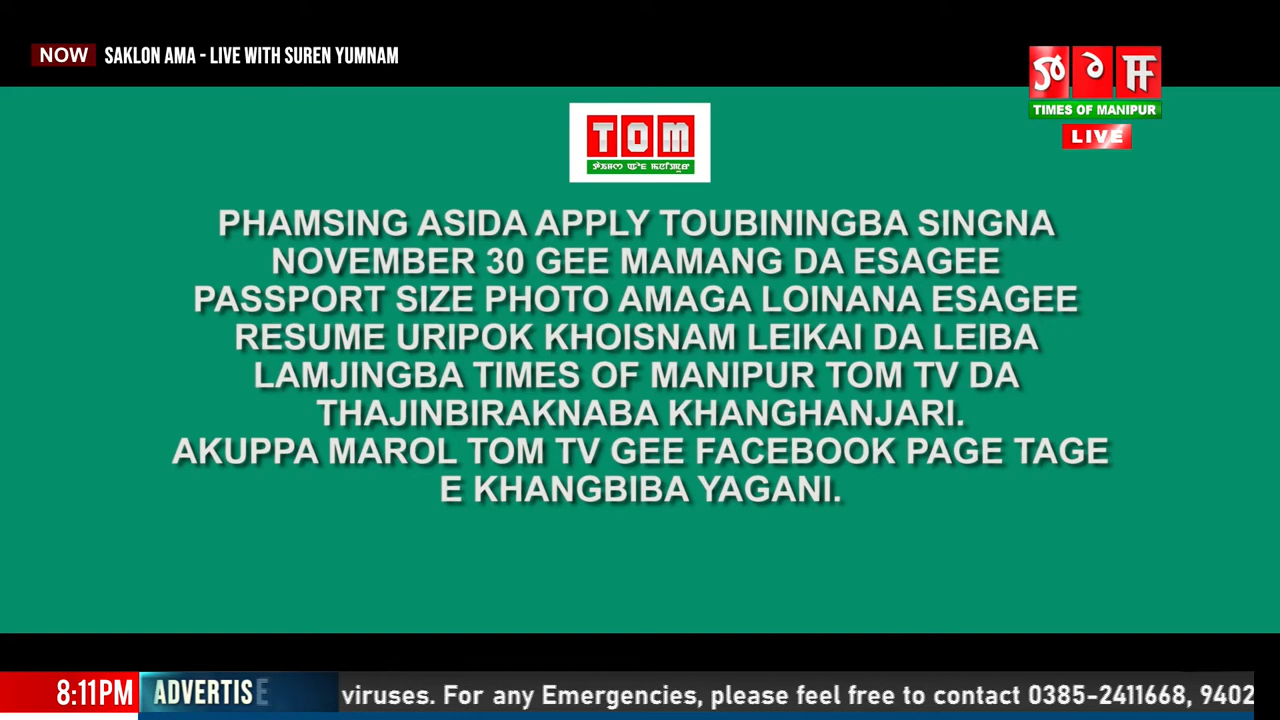 NOW SAKLON AMA - LIVE WITH SUREN YUMNAM
TIMES OF MANIPUR
LIVE
TOM
PHAMSING ASIDA APPLY TOUBININGBA SINGNA
NOVEMBER 30 GEE MAMANG DA ESAGEE
PASSPORT SIZE PHOTO AMAGA LOINANA ESAGEE
RESUME URIPOK KHOISNAM LEIKAI DA LEIBA
LAMJINGBA TIMES OF MANIPUR TOM TV DA
THAJINBIRAKNABA KHANGHANJARI.
AKUPPA MAROL TOM TV GEE FACEBOOK PAGE TAGE
E KHANGBIBA YAGANI.
8:11PM ADVERTISE viruses. For any Emergencies, please feel free to contact 0385-2411668, 9402